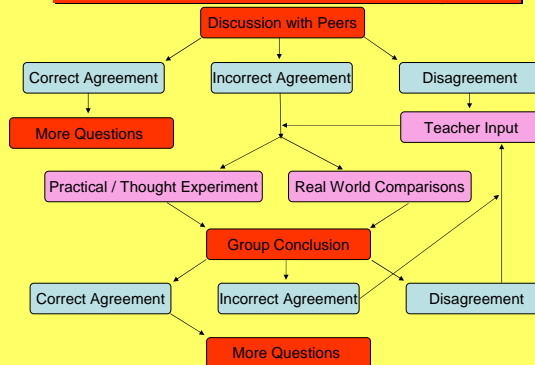 Discussion with Peers
Correct Agreement
Incorrect Agreement
Disagreement
More Questions
Teacher Input
Practical / Thought Experiment
Real World Comparisons
Group Conclusion
Correct Agreement
Incorrect Agreement
Disagreement
More Questions